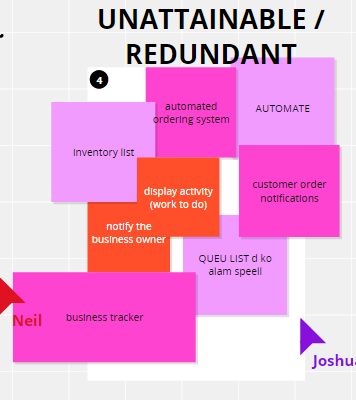 UNATTAINABLE /
REDUNDANT
4
automated
ordering system
AUTOMATE
inventory list
display activity
(work to do)
customer order
notifications
notify the
business owner
QUEU LIST d ko
alam speell
business tracker
Neil
Joshu